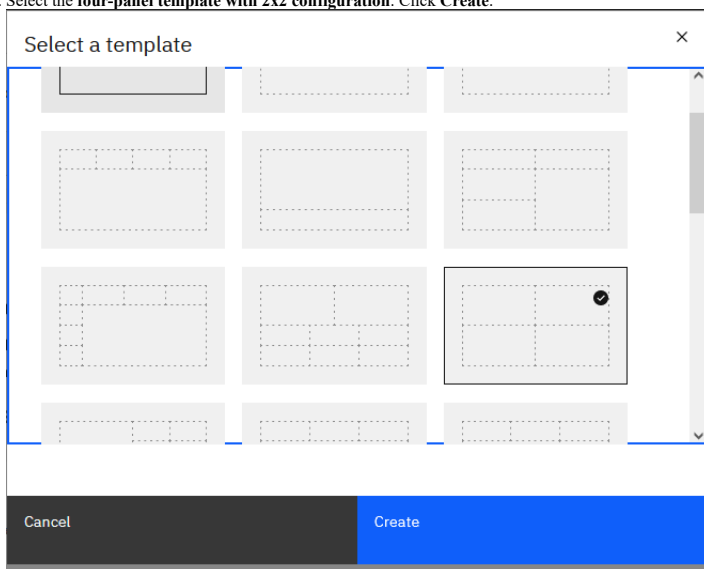 . Select the four-panel template with 2x2 configuration. Click Create.
Select a template
Cancel
Create